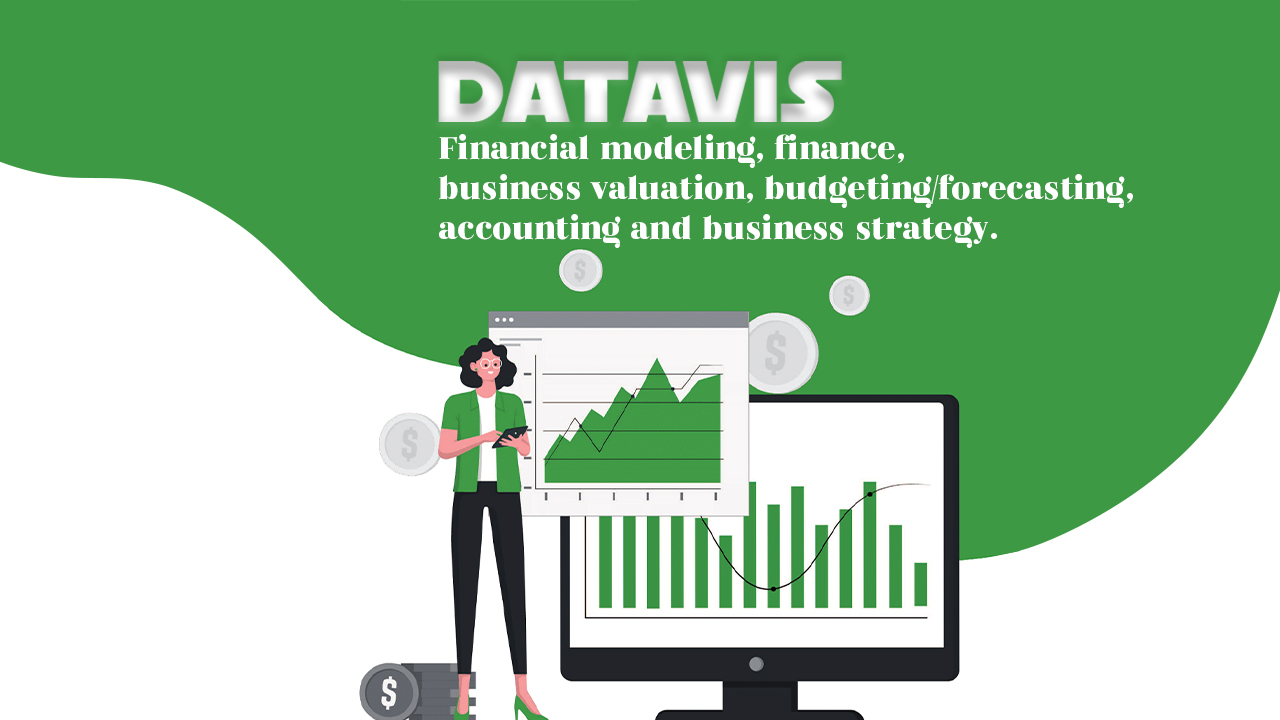 DATAVIS
Financial modeling, finance,
business valuation, budgeting/forecasting,
accounting and business strategy.
$
$
$
$
$